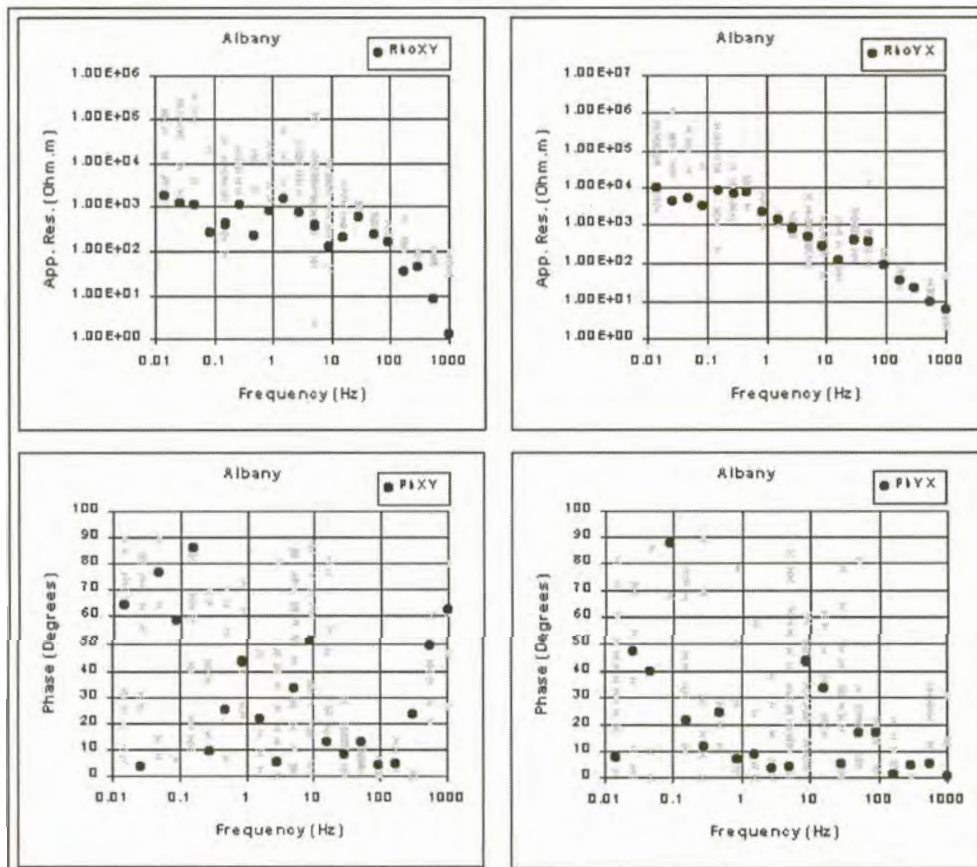 Albany
RhoXY
1.00E+06
1.00E+05
1.00E+04
1.00E+03
1.00E+02
1.00E+01
1.00E+00
App. Res. (Ohm.m)
0.01 0.1 1 10 100 1000
Frequency (Hz)
Albany
RhoYX
1.00E+07
1.00E+06
1.00E+05
1.00E+04
1.00E+03
1.00E+02
1.00E+01
1.00E+00
App. Res. (Ohm.m)
0.01 0.1 1 10 100 1000
Frequency (Hz)
Albany
PhXY
100
90
80
70
60
50
40
30
20
10
0
Phase (Degrees)
0.01 0.1 1 10 100 1000
Frequency (Hz)
Albany
PhYX
100
90
80
70
60
50
40
30
20
10
0
Phase (Degrees)
0.01 0.1 1 10 100 1000
Frequency (Hz)